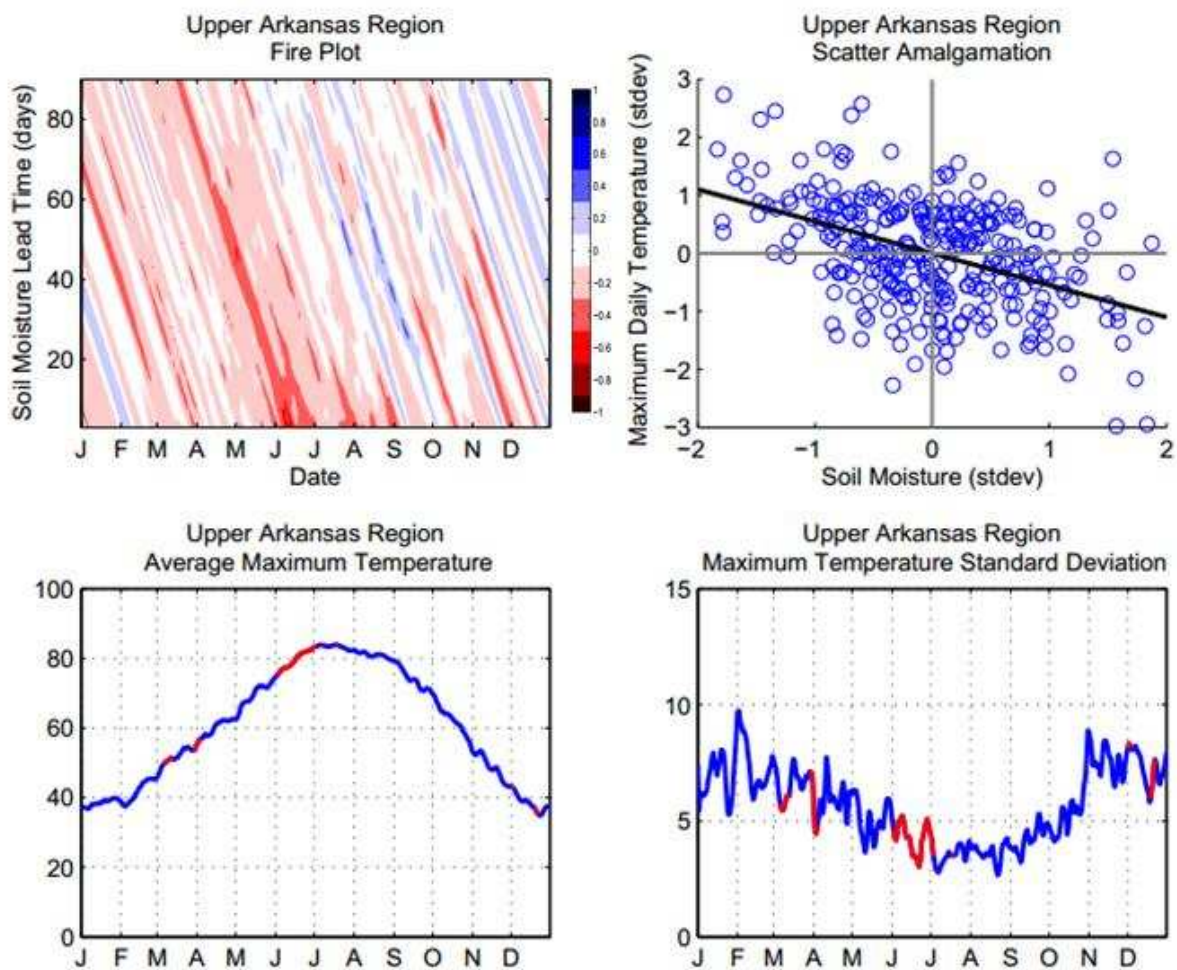 Upper Arkansas Region
Fire Plot
Soil Moisture Lead Time (days)
80
60
40
20
J F M A M J J A S O N D
Date
1
0.8
0.6
0.4
0.2
0
−0.2
−0.4
−0.6
−0.8
−1
Upper Arkansas Region
Scatter Amalgamation
Maximum Daily Temperature (stdev)
3
2
1
0
−1
−2
−3
−2 −1 0 1 2
Soil Moisture (stdev)
Upper Arkansas Region
Average Maximum Temperature
100
80
60
40
20
0
J F M A M J J A S O N D
Upper Arkansas Region
Maximum Temperature Standard Deviation
15
10
5
0
J F M A M J J A S O N D